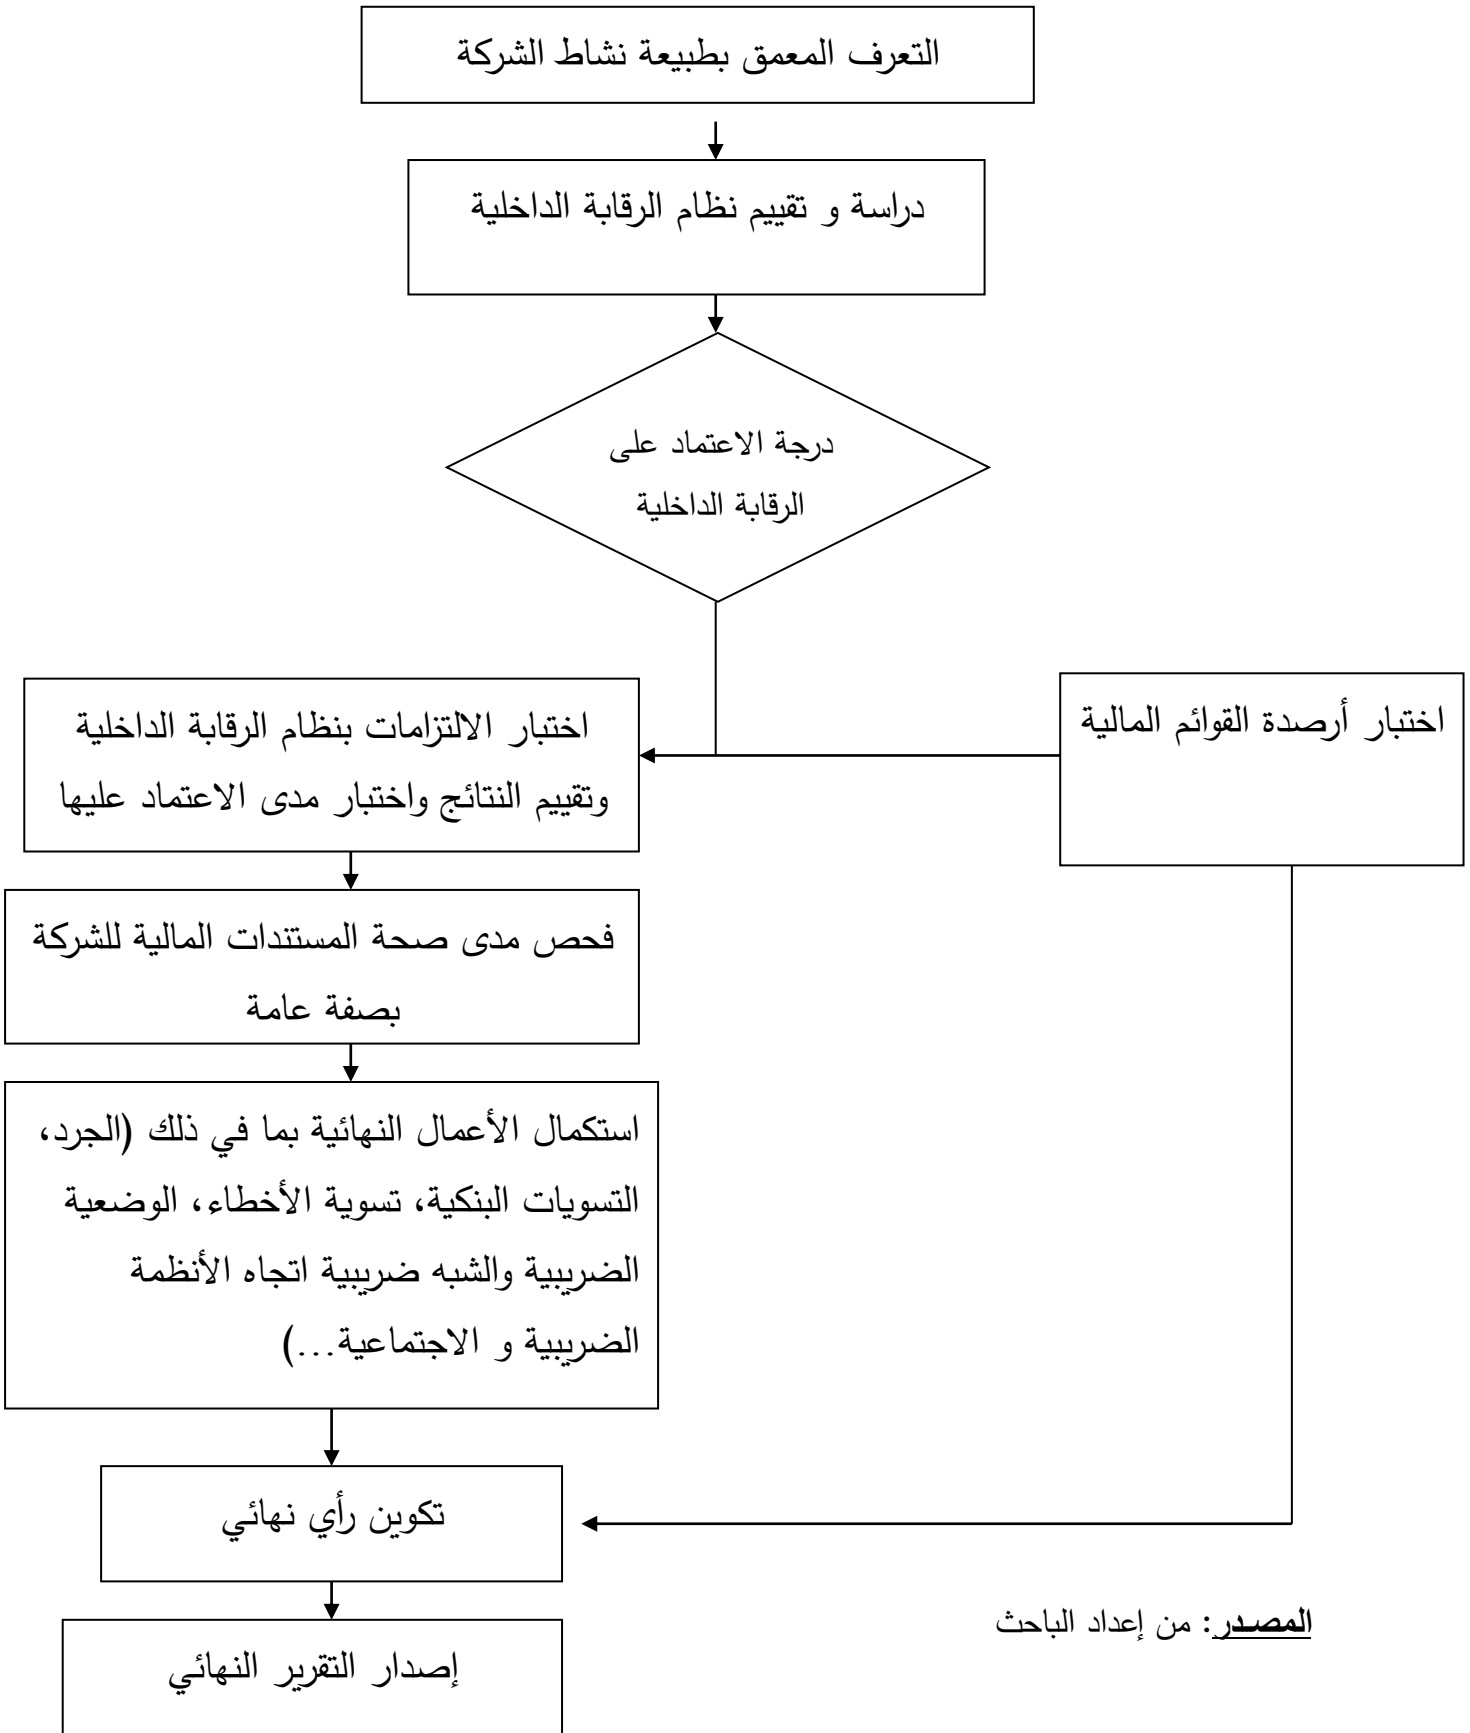 التعرف المعمق بطبيعة نشاط الشركة
دراسة و تقييم نظام الرقابة الداخلية
درجة الاعتماد على
الرقابة الداخلية
اختبار أرصدة القوائم المالية
اختبار الالتزامات بنظام الرقابة الداخلية
وتقييم النتائج واختبار مدى الاعتماد عليها
فحص مدى صحة المستندات المالية للشركة
بصفة عامة
استكمال الأعمال النهائية بما في ذلك (الجرد،
التسويات البنكية، تسوية الأخطاء، الوضعية
الضريبية والشبه ضريبية اتجاه الأنظمة
الضريبية و الاجتماعية...)
تكوين رأي نهائي
إصدار التقرير النهائي
المصدر: من إعداد الباحث